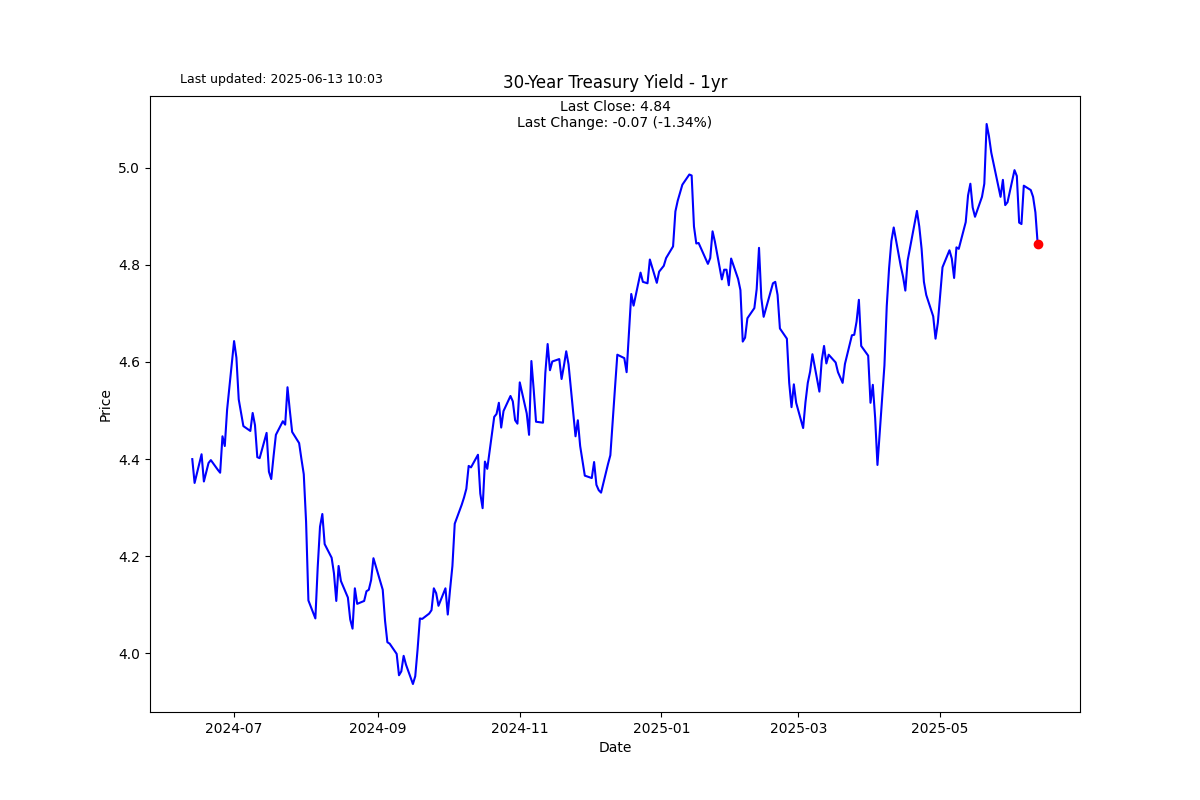 Last updated: 2025-06-13 10:03
30-Year Treasury Yield - 1yr
Last Close: 4.84
Last Change: -0.07 (-1.34%)
Price
5.0
4.8
4.6
4.4
4.2
4.0
2024-07
2024-09
2024-11
2025-01
2025-03
2025-05
Date